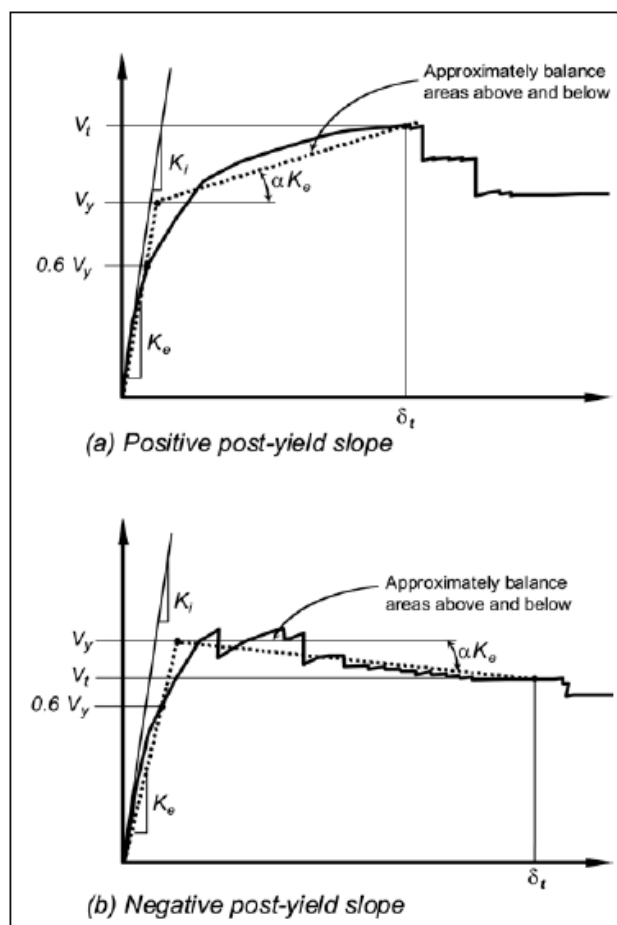 Approximately balance
areas above and below
V_t
K_i
αK_e
V_y
0.6 V_y
K_e
δ_t
(a) Positive post-yield slope
Approximately balance
areas above and below
K_i
V_y
αK_e
V_t
0.6 V_y
K_e
δ_t
(b) Negative post-yield slope